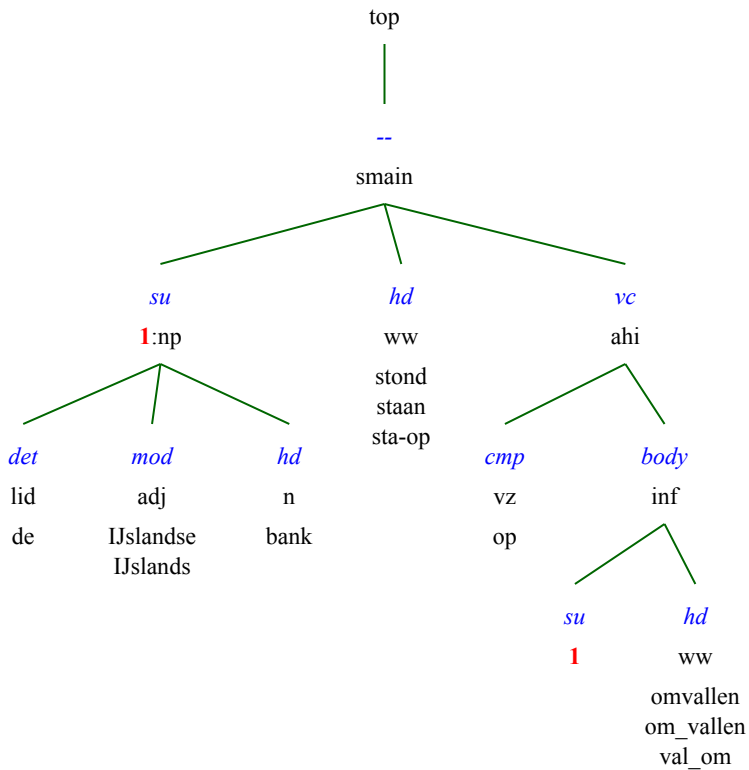 top
--
smain
su hd vc
1:np ww ahi
stond
staan
sta-op
det mod hd cmp body
lid adj n vz inf
de IJslandse bank op
IJslands
su hd
1 ww
omvallen
om_vallen
val_om